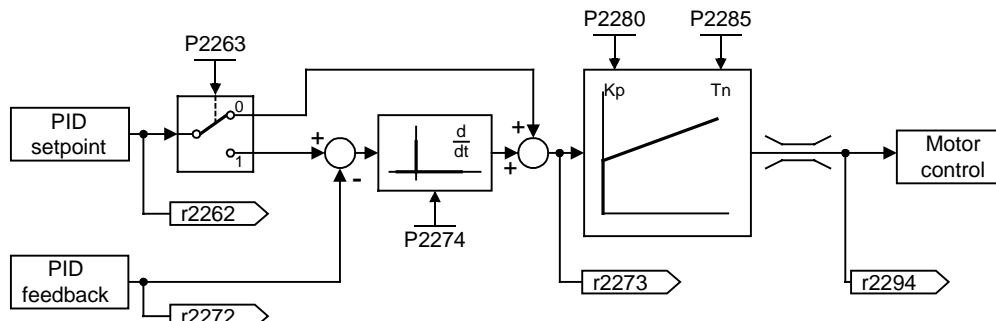 P2263
P2280
P2285
PID
setpoint
0
1
+
-
d
dt
+
+
Kp
Tn
Motor
control
r2262
P2274
PID
feedback
r2273
r2294
r2272